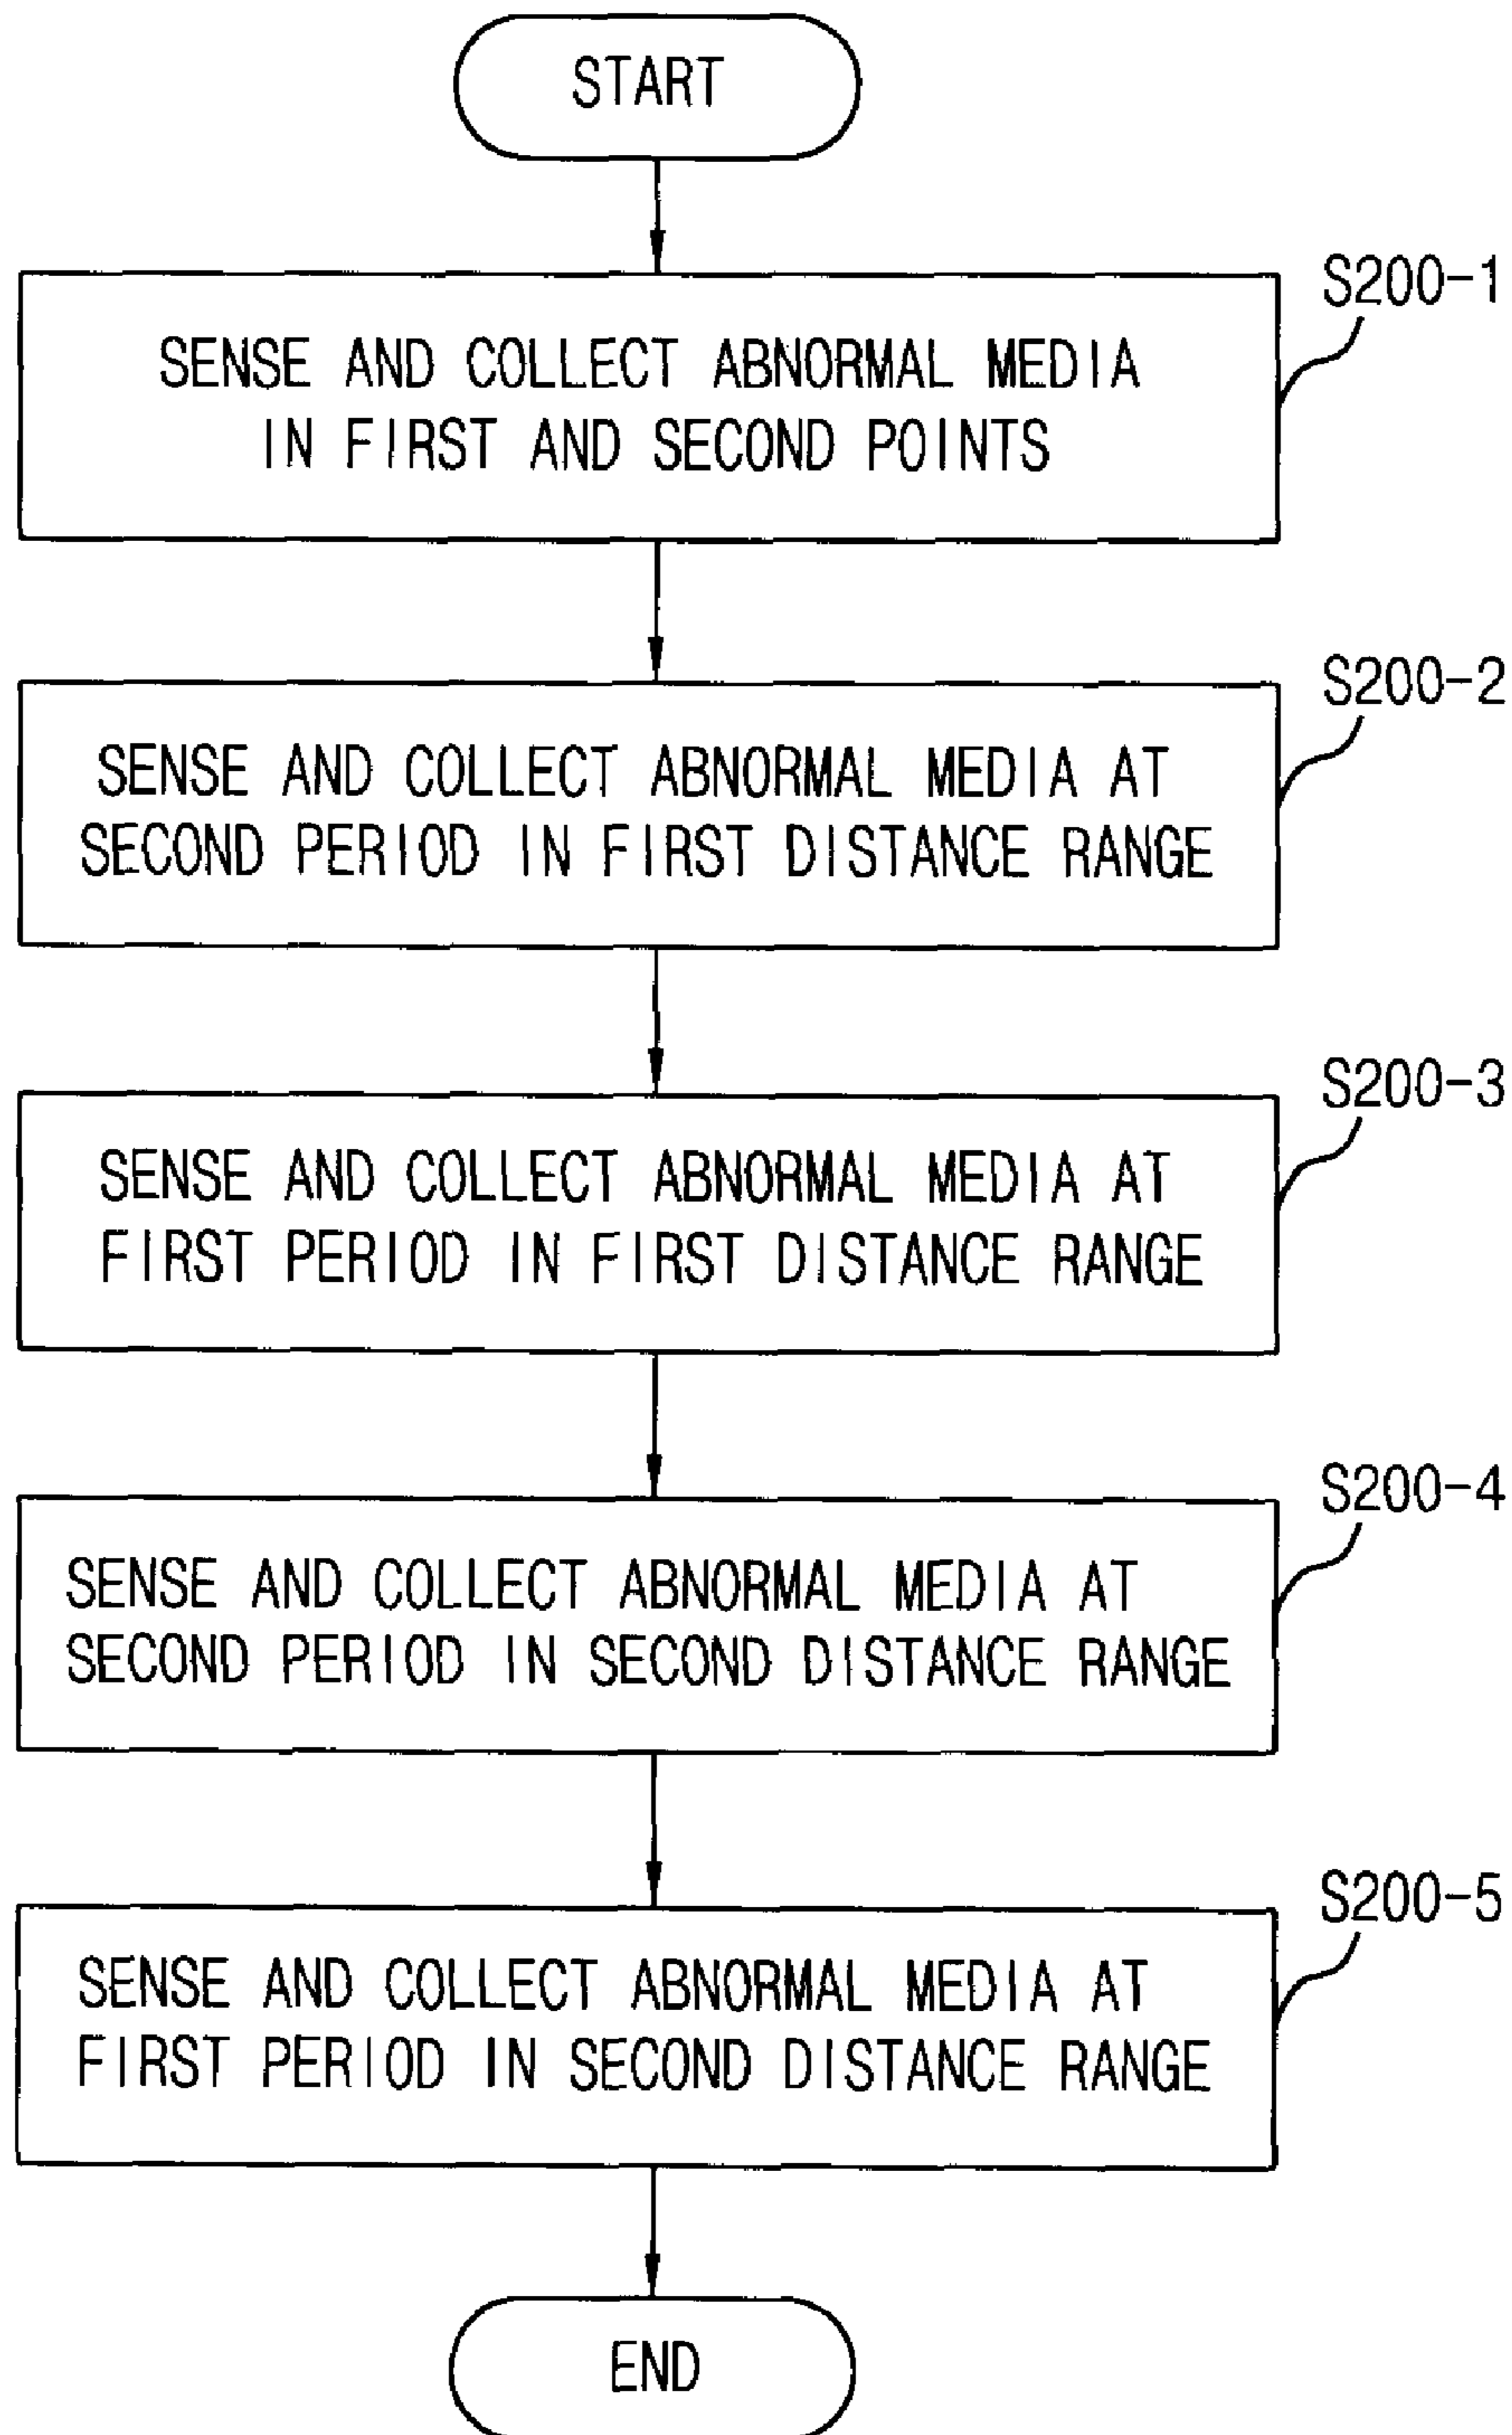 START
S200-1
SENSE AND COLLECT ABNORMAL MEDIA
IN FIRST AND SECOND POINTS
S200-2
SENSE AND COLLECT ABNORMAL MEDIA AT
SECOND PERIOD IN FIRST DISTANCE RANGE
S200-3
SENSE AND COLLECT ABNORMAL MEDIA AT
FIRST PERIOD IN FIRST DISTANCE RANGE
S200-4
SENSE AND COLLECT ABNORMAL MEDIA AT
SECOND PERIOD IN SECOND DISTANCE RANGE
S200-5
SENSE AND COLLECT ABNORMAL MEDIA AT
FIRST PERIOD IN SECOND DISTANCE RANGE
END